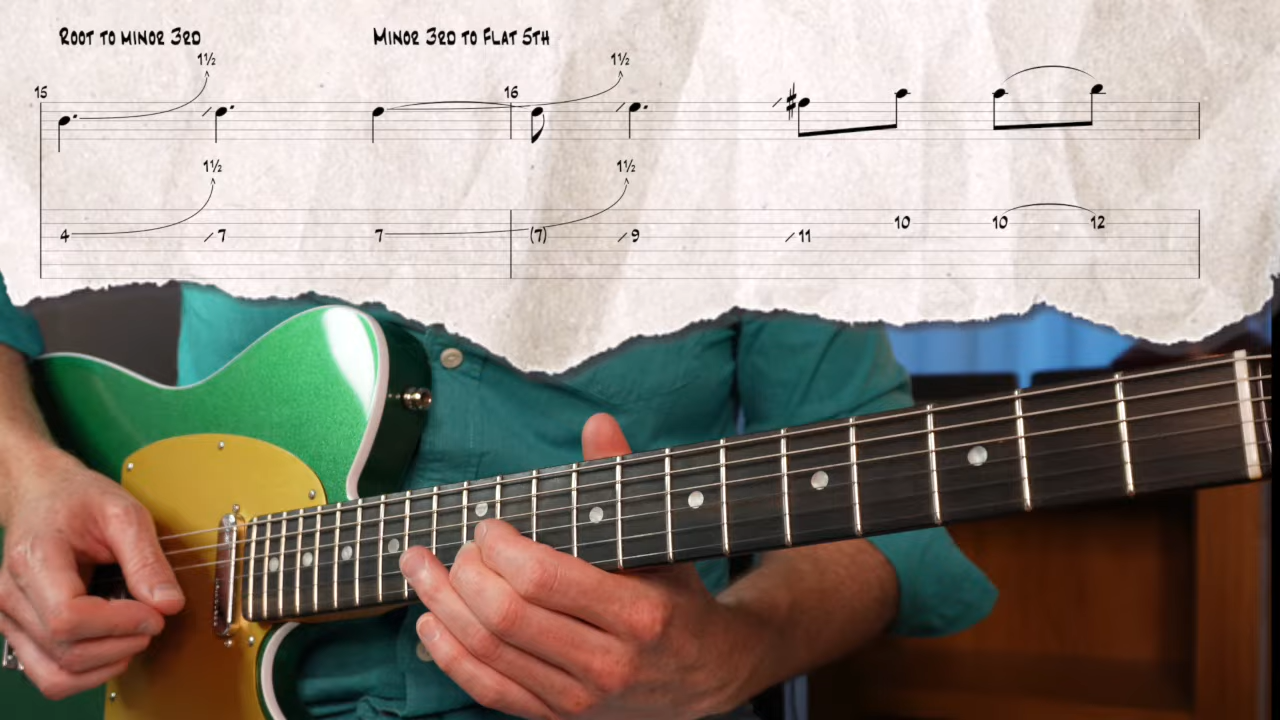 Root to minor 3rd Minor 3rd to Flat 5th
1½ 1½
15 16
1½ 1½
4 7 7 (7) 9 11 10 10 12